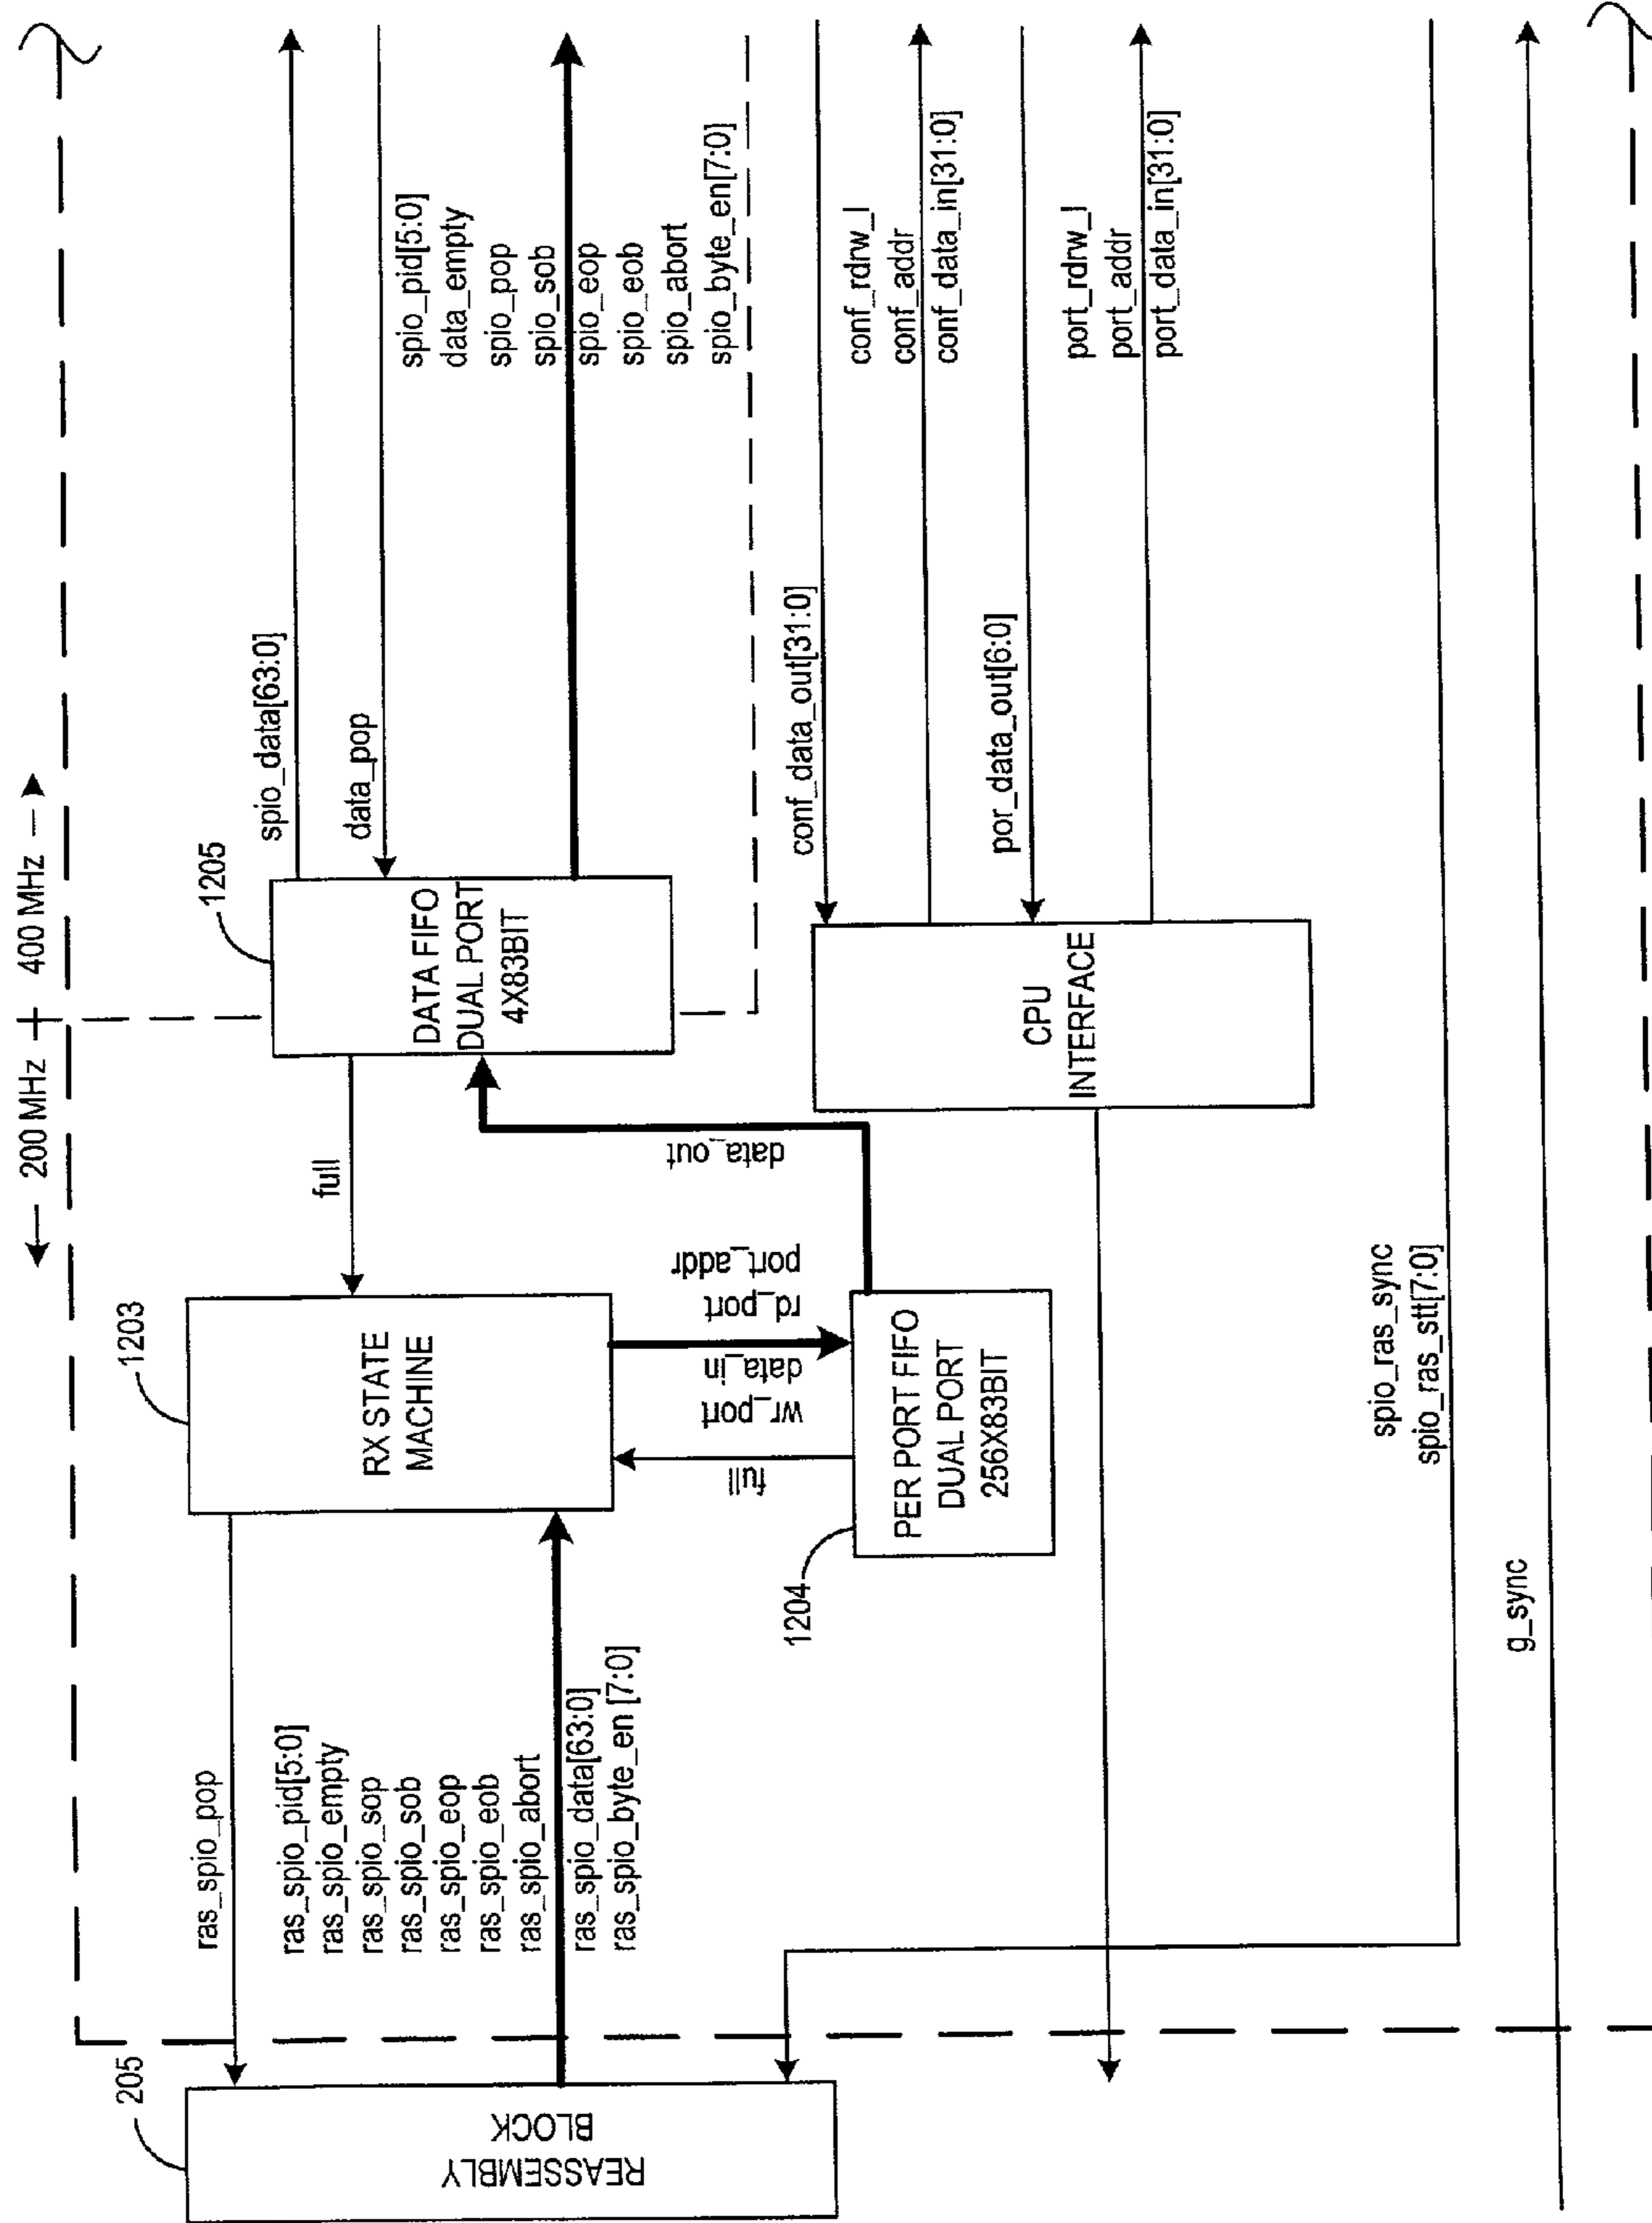 ← 200 MHz
400 MHz →
205
REASSEMBLY
BLOCK
ras_spio_pop
ras_spio_pid[5:0]
ras_spio_empty
ras_spio_sop
ras_spio_sob
ras_spio_eop
ras_spio_eob
ras_spio_abort
ras_spio_data[63:0]
ras_spio_byte_en [7:0]
1203
RX STATE
MACHINE
full
full
wr_port
data_in
rd_port
port_addr
1204
PER PORT FIFO
DUAL PORT
256X83BIT
data_out
1205
DATA FIFO
DUAL PORT
4X83BIT
spio_data[63:0]
data_pop
spio_pid[5:0]
data_empty
spio_pop
spio_sob
spio_eop
spio_eob
spio_abort
spio_byte_en[7:0]
CPU
INTERFACE
conf_data_out[31:0]
conf_rdrw_l
conf_addr
conf_data_in[31:0]
por_data_out[6:0]
port_rdrw_l
port_addr
port_data_in[31:0]
spio_ras_sync
spio_ras_stt[7:0]
g_sync